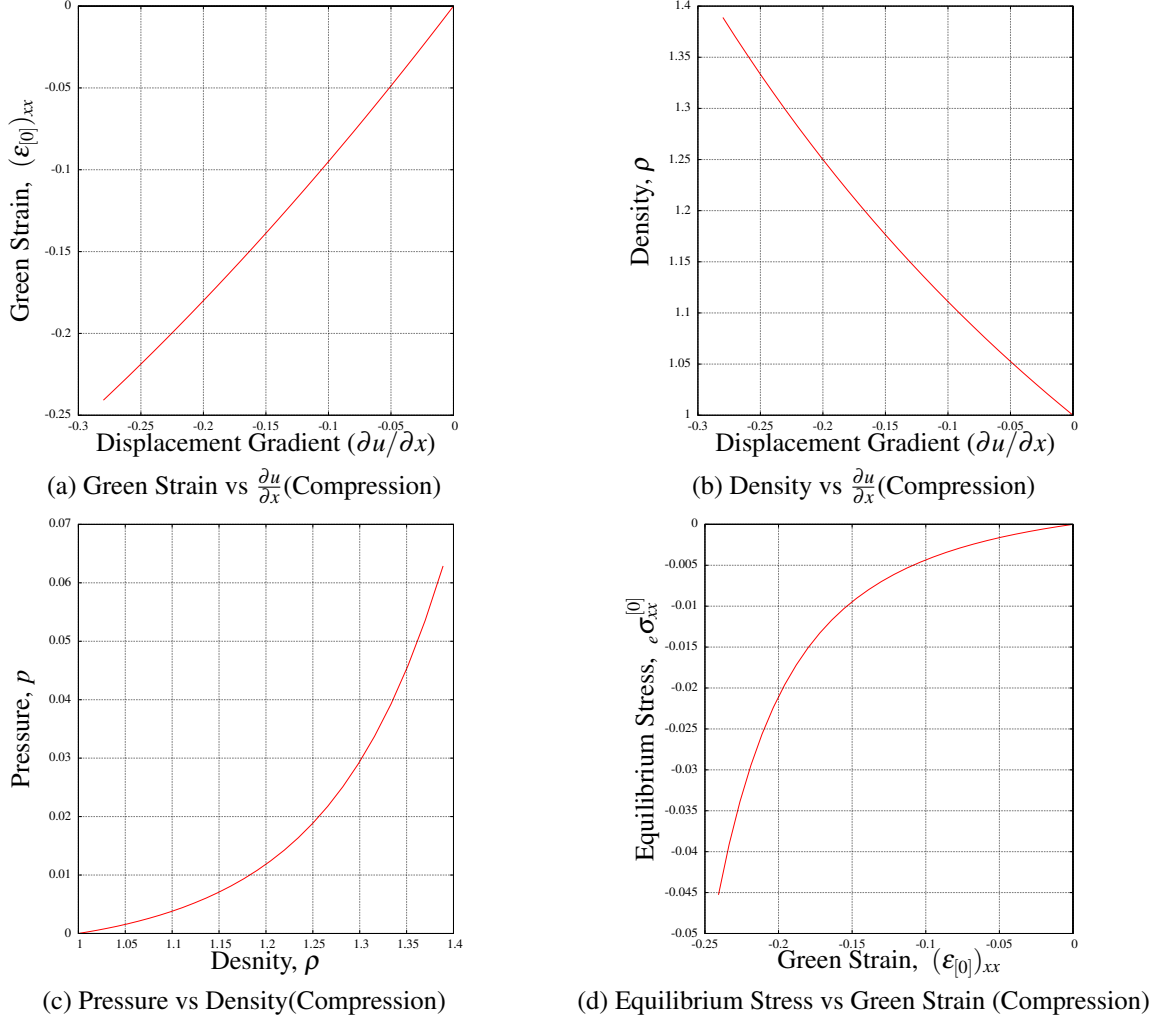 0
-0.05
-0.1
-0.15
-0.2
-0.25
-0.3 -0.25 -0.2 -0.15 -0.1 -0.05 0
Green Strain, (ε[0])xx
Displacement Gradient (∂u/∂x)
(a) Green Strain vs ∂u/∂x(Compression)
1.4
1.35
1.3
1.25
1.2
1.15
1.1
1.05
1
-0.3 -0.25 -0.2 -0.15 -0.1 -0.05 0
Density, ρ
Displacement Gradient (∂u/∂x)
(b) Density vs ∂u/∂x(Compression)
0.07
0.06
0.05
0.04
0.03
0.02
0.01
0
1 1.05 1.1 1.15 1.2 1.25 1.3 1.35 1.4
Pressure, p
Desnity, ρ
(c) Pressure vs Density(Compression)
0
-0.005
-0.01
-0.015
-0.02
-0.025
-0.03
-0.035
-0.04
-0.045
-0.05
-0.25 -0.2 -0.15 -0.1 -0.05 0
Equilibrium Stress, eσxx[0]
Green Strain, (ε[0])xx
(d) Equilibrium Stress vs Green Strain (Compression)